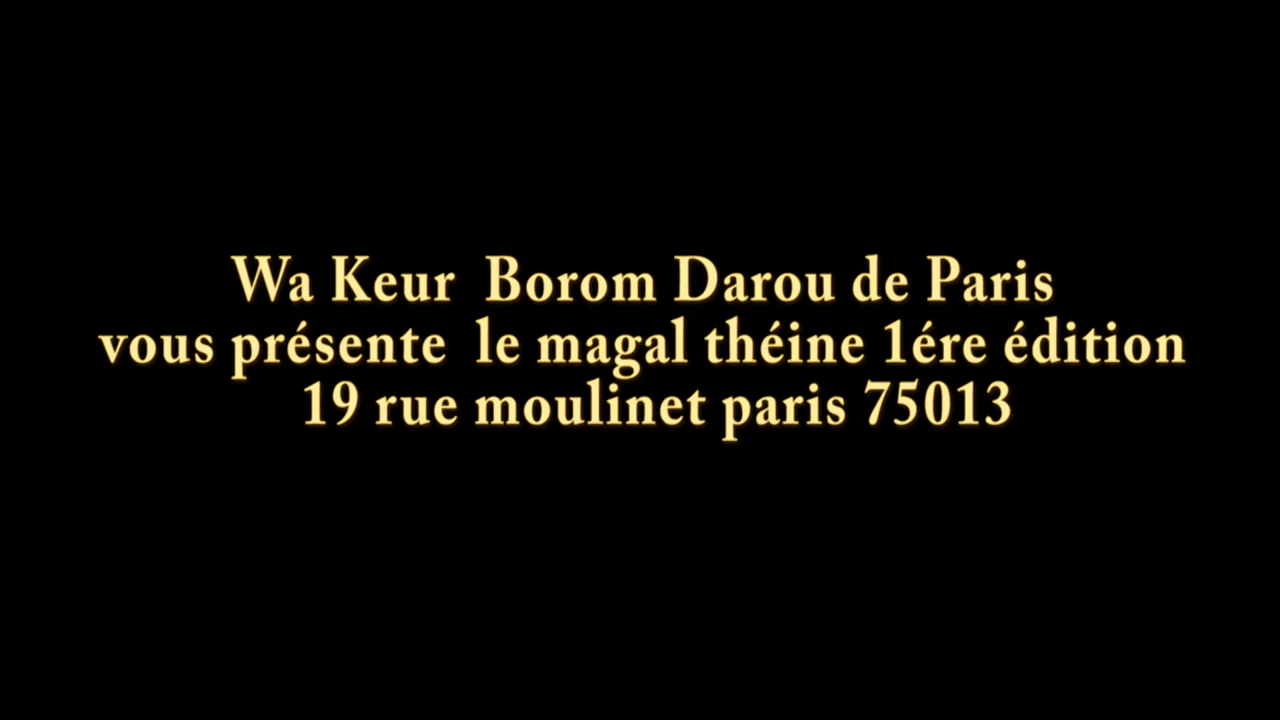 Wa Keur Borom Darou de Paris
vous présente le magal théine 1ére édition
19 rue moulinet paris 75013